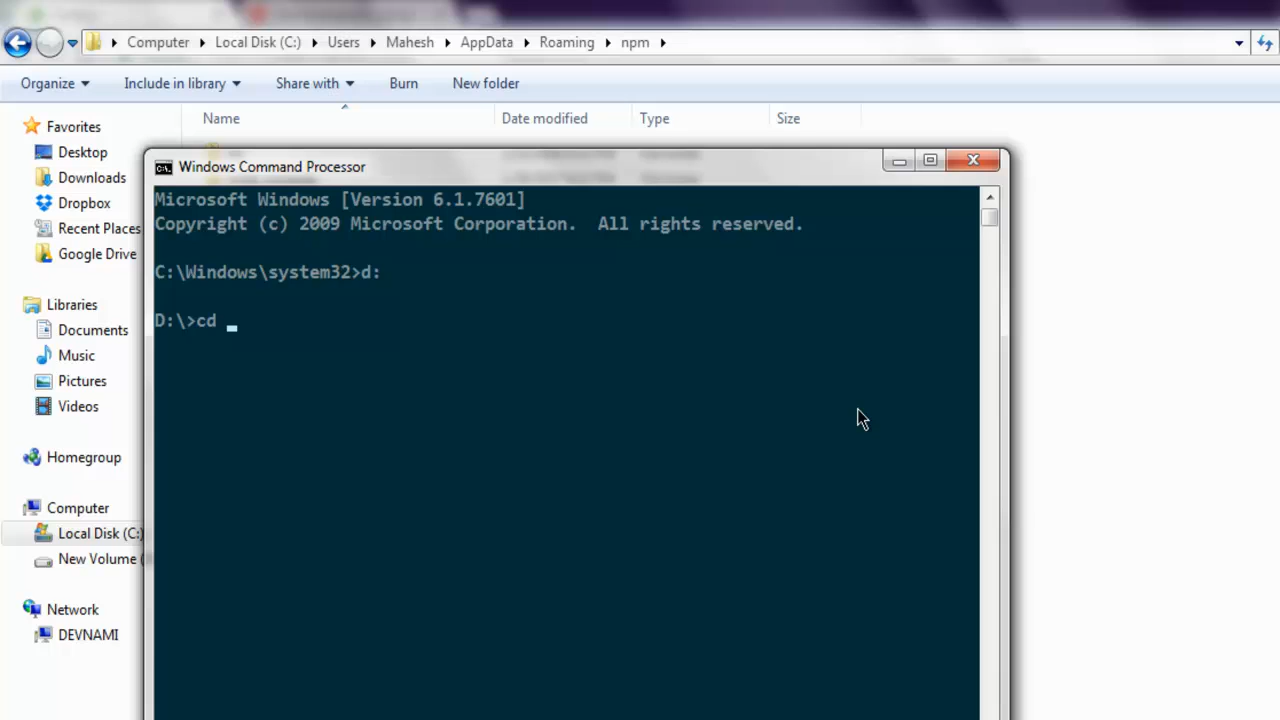 Computer Local Disk (C:) Users Mahesh AppData Roaming npm
Organize Include in library Share with Burn New folder
Name Date modified Type Size
Favorites
Desktop
Downloads
Dropbox
Recent Places
Google Drive
Libraries
Documents
Music
Pictures
Videos
Homegroup
Computer
Local Disk (C:)
New Volume (
Network
DEVNAMI
C:\.
Windows Command Processor
Microsoft Windows [Version 6.1.7601]
Copyright (c) 2009 Microsoft Corporation. All rights reserved.
C:\Windows\system32>d:
D:\>cd _